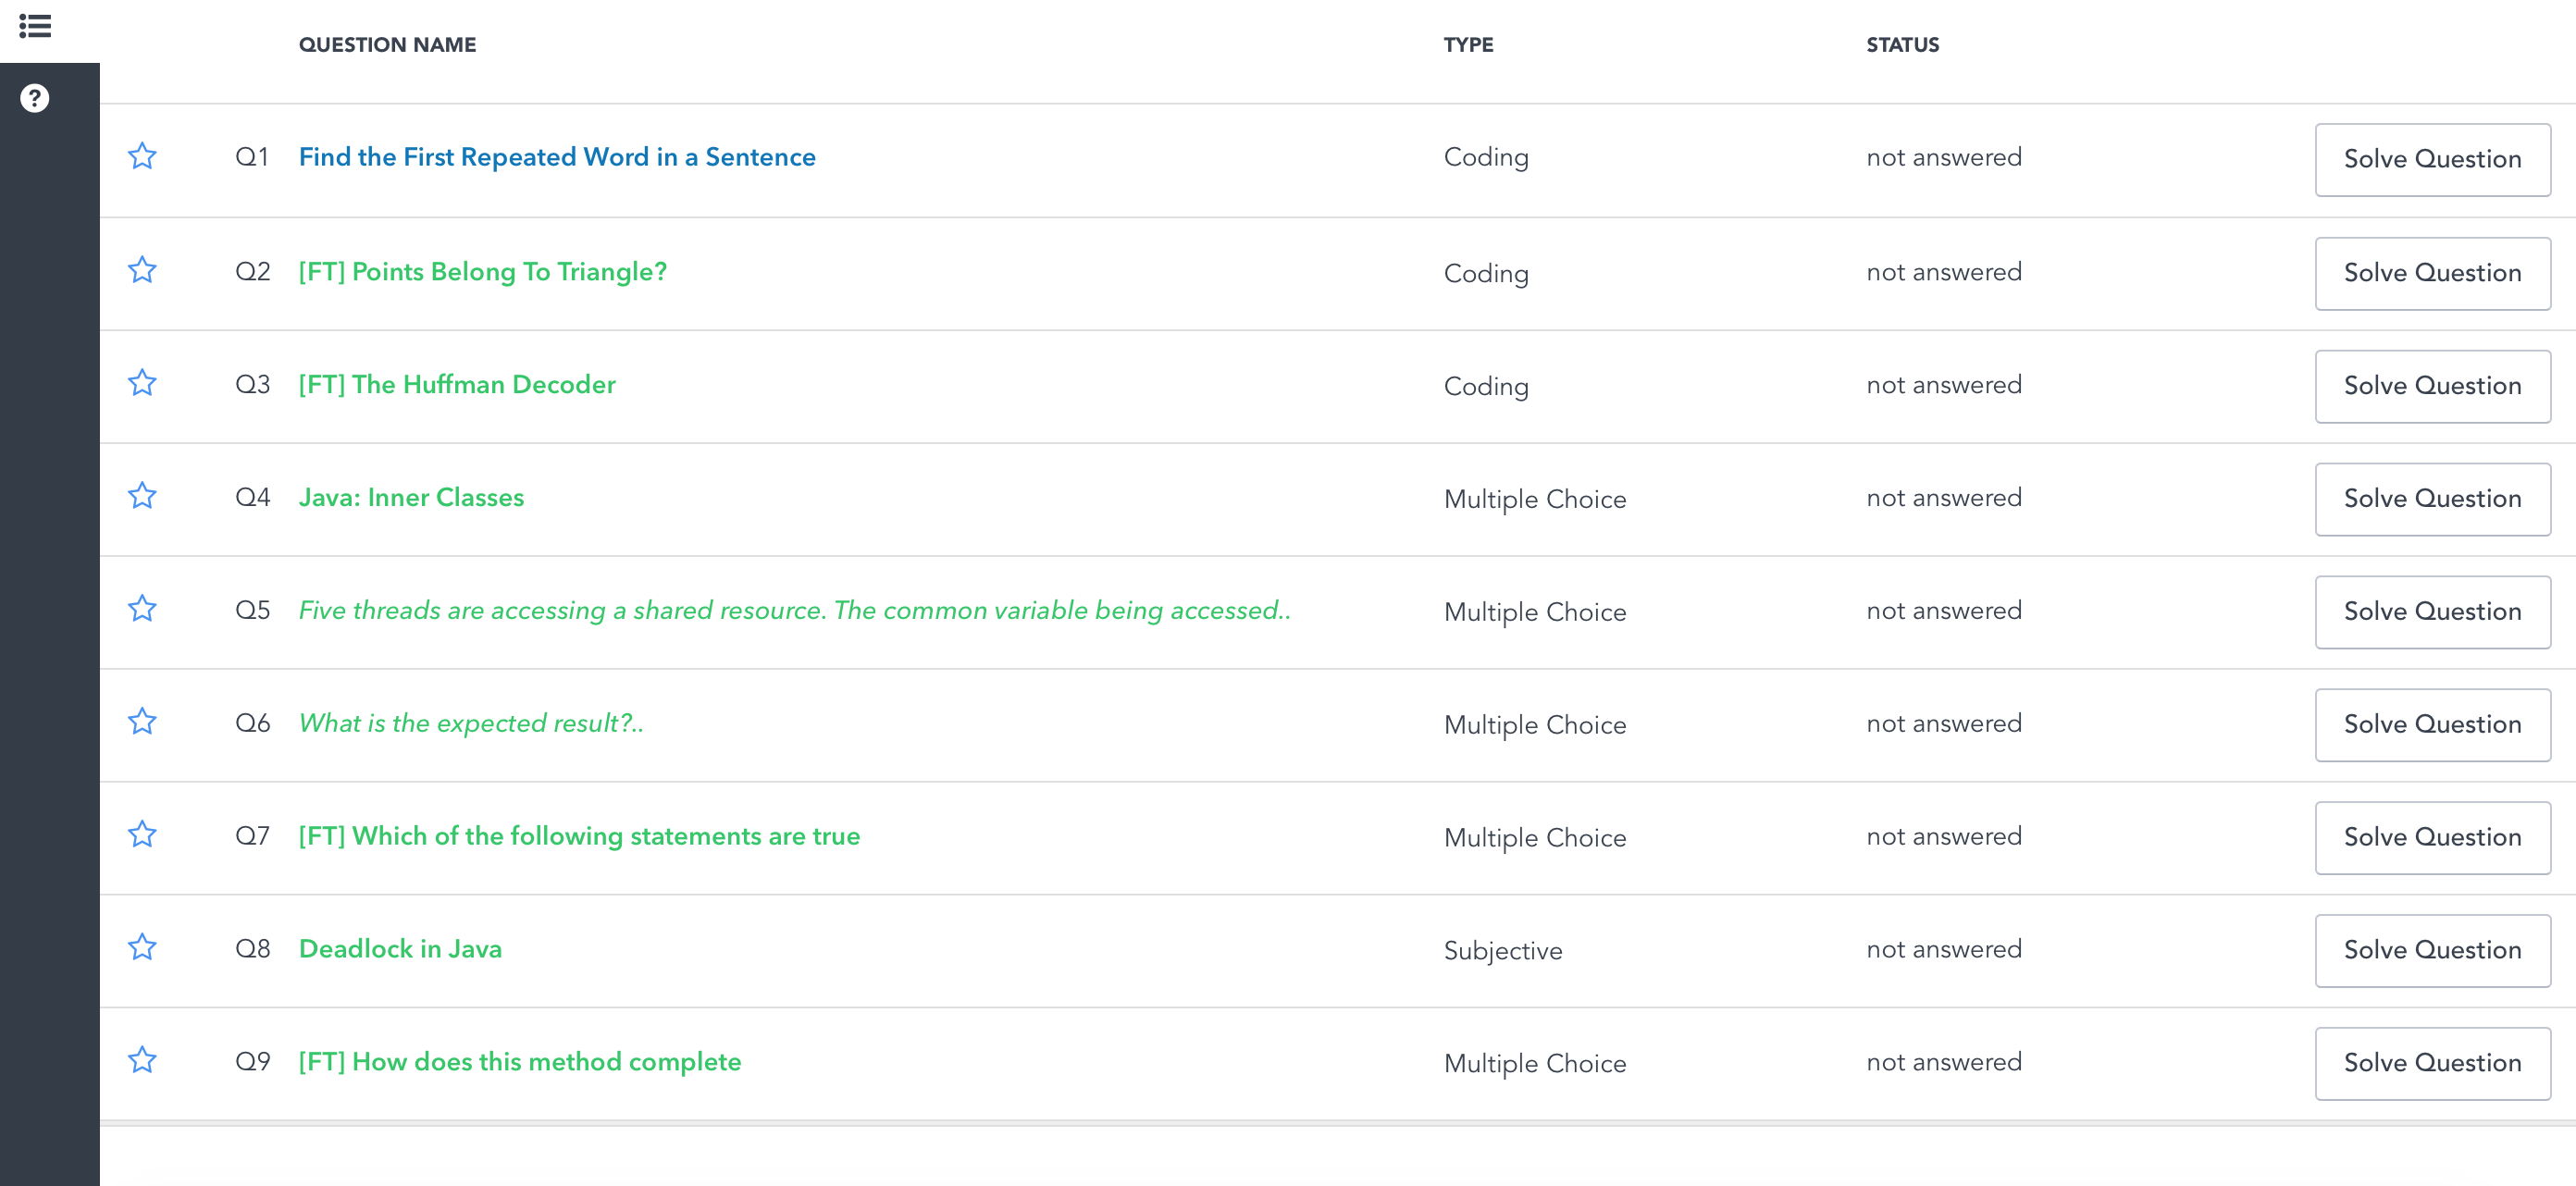 QUESTION NAME TYPE STATUS
?
Q1 Find the First Repeated Word in a Sentence Coding not answered Solve Question
Q2 [FT] Points Belong To Triangle? Coding not answered Solve Question
Q3 [FT] The Huffman Decoder Coding not answered Solve Question
Q4 Java: Inner Classes Multiple Choice not answered Solve Question
Q5 Five threads are accessing a shared resource. The common variable being accessed.. Multiple Choice not answered Solve Question
Q6 What is the expected result?.. Multiple Choice not answered Solve Question
Q7 [FT] Which of the following statements are true Multiple Choice not answered Solve Question
Q8 Deadlock in Java Subjective not answered Solve Question
Q9 [FT] How does this method complete Multiple Choice not answered Solve Question